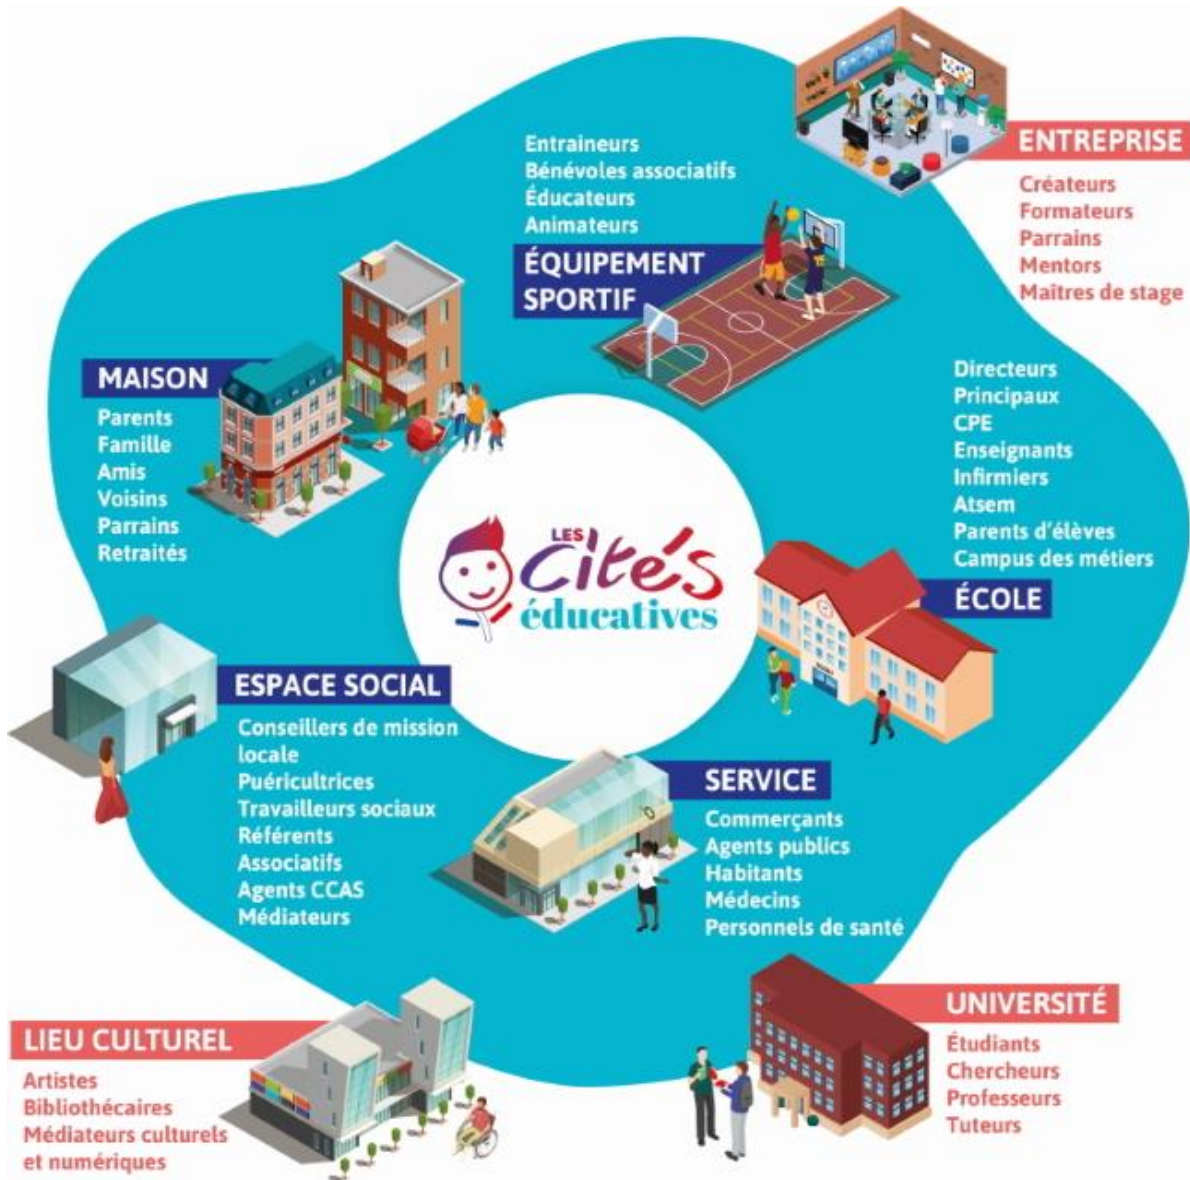 Entraineurs
Bénévoles associatifs
Éducateurs
Animateurs
ÉQUIPEMENT
SPORTIF
ENTREPRISE
Créateurs
Formateurs
Parrains
Mentors
Maîtres de stage
MAISON
Parents
Famille
Amis
Voisins
Parrains
Retraités
Directeurs
Principaux
CPE
Enseignants
Infirmiers
Atsem
Parents d'élèves
Campus des métiers
ÉCOLE
LES
Cités
éducatives
ESPACE SOCIAL
Conseillers de mission
locale
Puéricultrices
Travailleurs sociaux
Référents
Associatifs
Agents CCAS
Médiateurs
SERVICE
Commerçants
Agents publics
Habitants
Médecins
Personnels de santé
LIEU CULTUREL
Artistes
Bibliothécaires
Médiateurs culturels
et numériques
UNIVERSITÉ
Étudiants
Chercheurs
Professeurs
Tuteurs